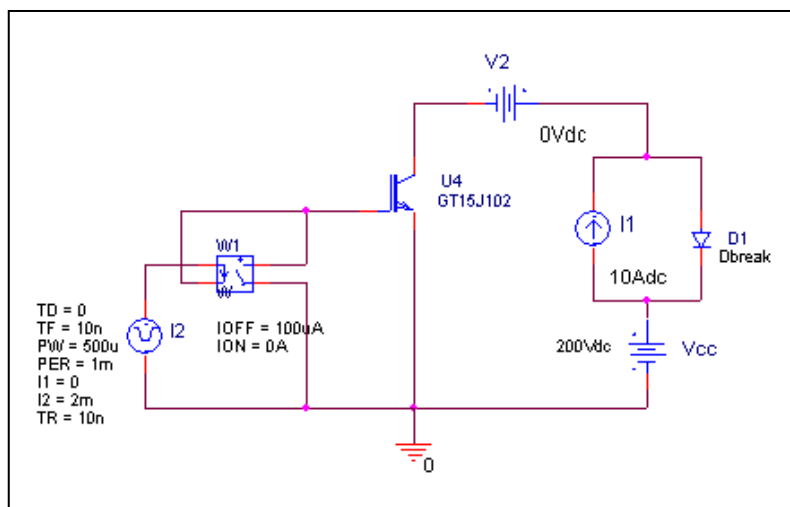 V2
0Vdc
U4
GT15J102
I1
10Adc
D1
Dbreak
W1
W
IOFF = 100uA
ION = 0A
I2
TD = 0
TF = 10n
PW = 500u
PER = 1m
I1 = 0
I2 = 2m
TR = 10n
200Vdc
Vcc
0